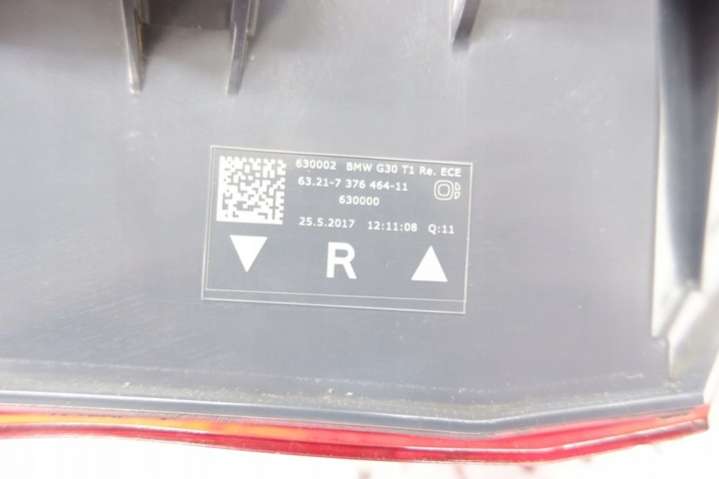 630002 BMW G30 T1 Re. ECE
63.21-7 376 464-11
630000
25.5.2017 12:11:08 Q:11
R